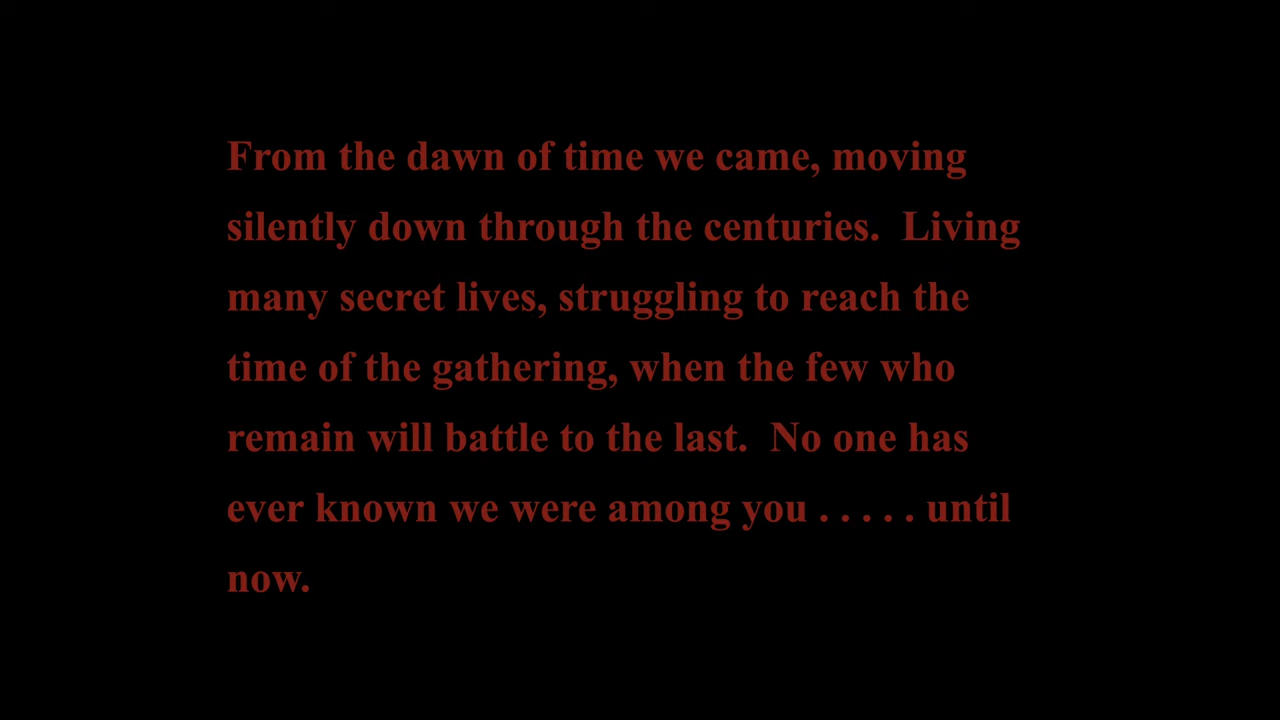 From the dawn of time we came, moving
silently down through the centuries.  Living
many secret lives, struggling to reach the
time of the gathering, when the few who
remain will battle to the last.  No one has
ever known we were among you . . . . . until
now.